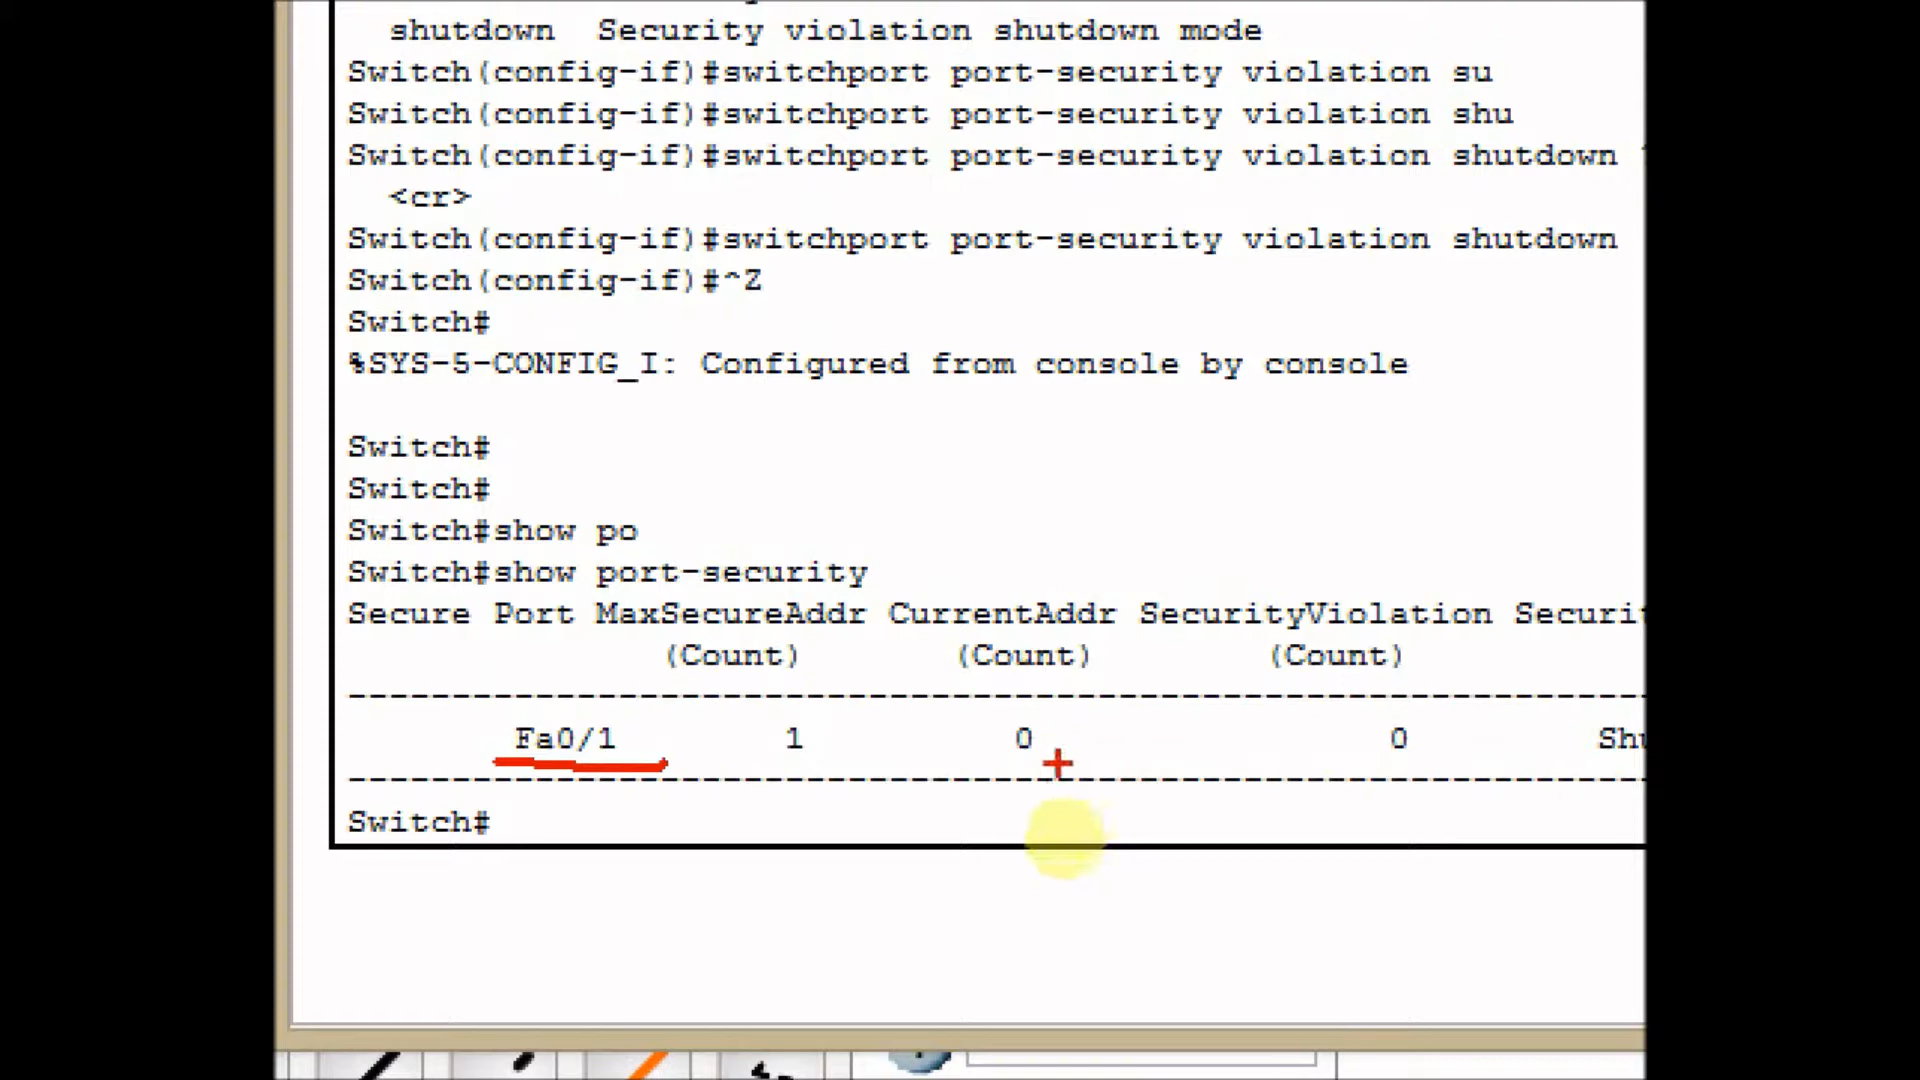 shutdown  Security violation shutdown mode
Switch(config-if)#switchport port-security violation su
Switch(config-if)#switchport port-security violation shu
Switch(config-if)#switchport port-security violation shutdown
<cr>
Switch(config-if)#switchport port-security violation shutdown
Switch(config-if)#^Z
Switch#
%SYS-5-CONFIG_I: Configured from console by console
Switch#
Switch#
Switch#show po
Switch#show port-security
Secure Port MaxSecureAddr CurrentAddr SecurityViolation Securit
(Count) (Count) (Count)
--------------------------------------------------------------
Fa0/1 1 0 0 Shu
--------------------------------------------------------------
Switch#